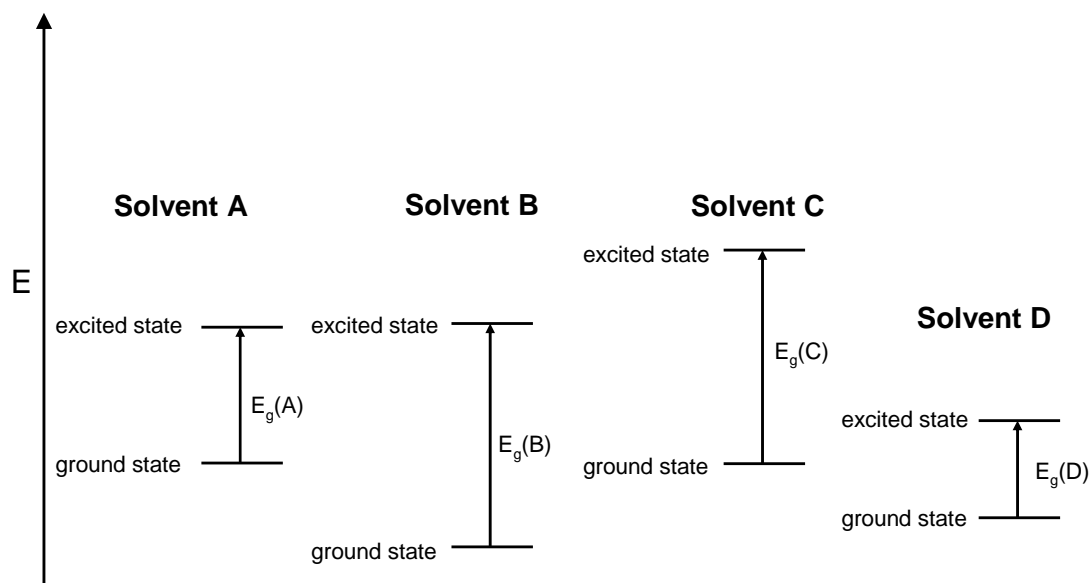 E
Solvent A
excited state
E_g(A)
ground state
Solvent B
excited state
E_g(B)
ground state
Solvent C
excited state
E_g(C)
ground state
Solvent D
excited state
E_g(D)
ground state